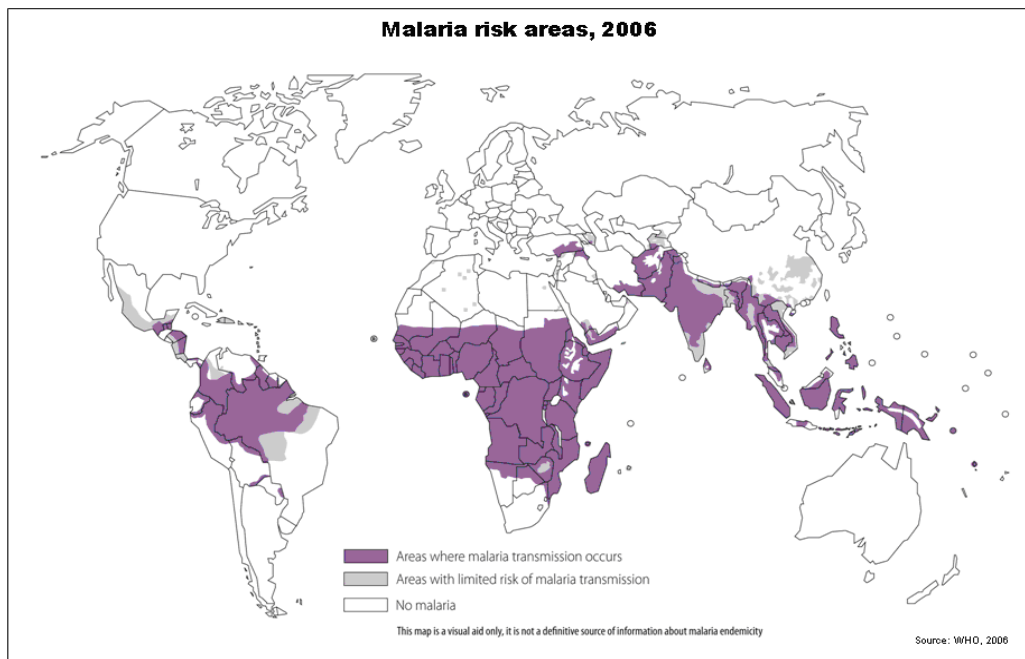 Malaria risk areas, 2006
Areas where malaria transmission occurs
Areas with limited risk of malaria transmission
No malaria
This map is a visual aid only, it is not a definitive source of information about malaria endemicity
Source: WHO, 2006